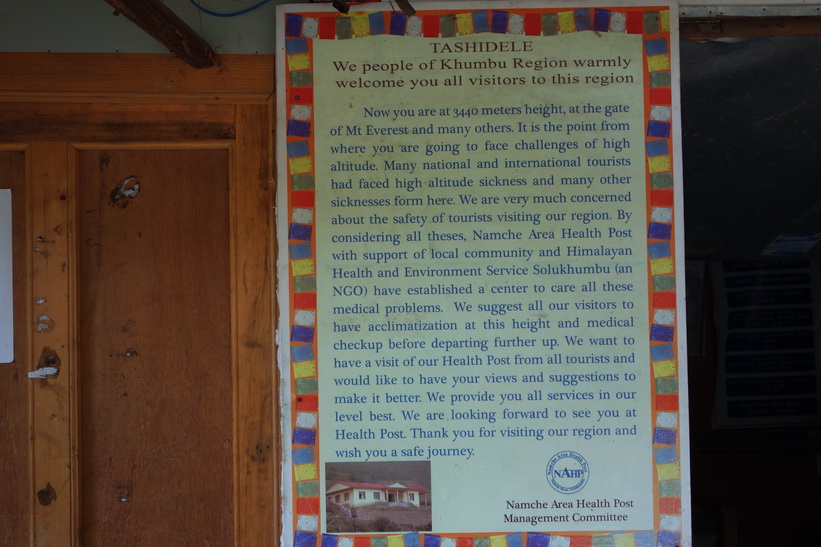 TASHIDELE
We people of Khumbu Region warmly
welcome you all visitors to this region
Now you are at 3440 meters height, at the gate
of Mt Everest and many others. It is the point from
where you are going to face challenges of high
altitude. Many national and international tourists
had faced high altitude sickness and many other
sicknesses form here. We are very much concerned
about the safety of tourists visiting our region. By
considering all theses, Namche Area Health Post
with support of local community and Himalayan
Health and Environment Service Solukhumbu (an
NGO) have established a center to care all these
medical problems. We suggest all our visitors to
have acclimatization at this height and medical
checkup before departing further up. We want to
have a visit of our Health Post from all tourists and
would like to have your views and suggestions to
make it better. We provide you all services in our
level best. We are looking forward to see you at
Health Post. Thank you for visiting our region and
wish you a safe journey.
Namche Area Health Post
NAHP
Namche Area Health Post
Management Committee